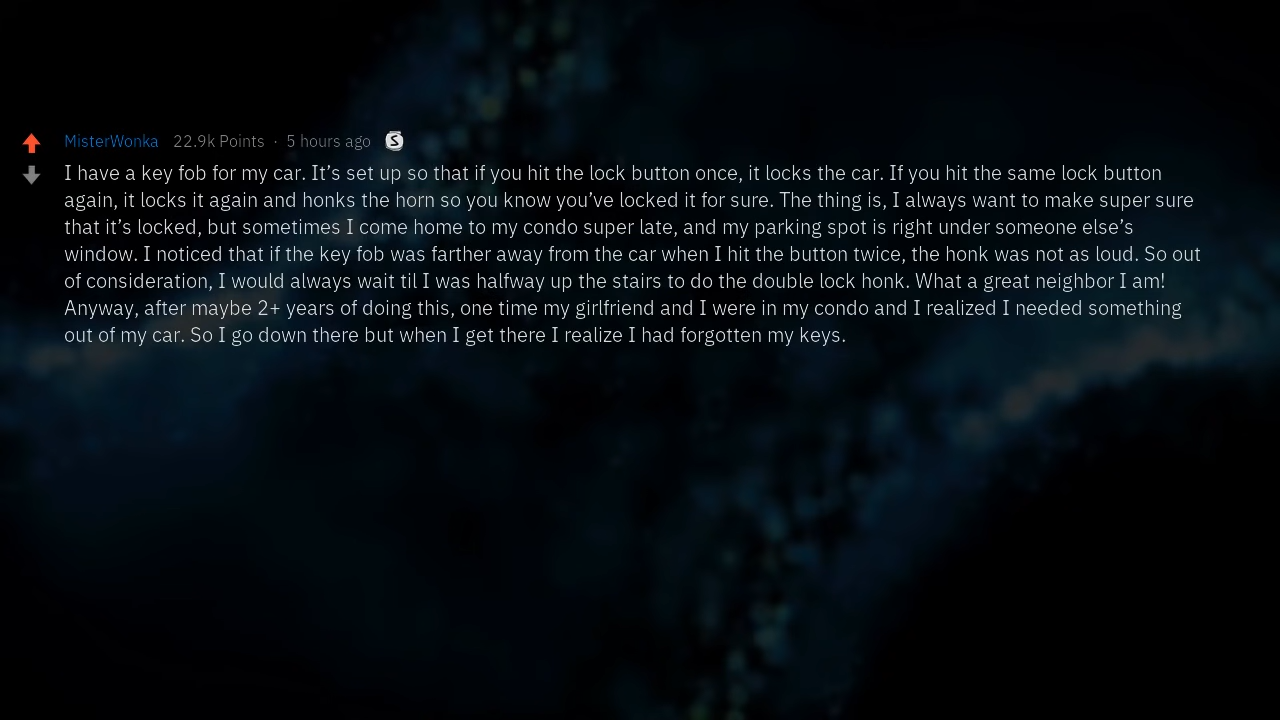 MisterWonka 22.9k Points · 5 hours ago S
I have a key fob for my car. It’s set up so that if you hit the lock button once, it locks the car. If you hit the same lock button
again, it locks it again and honks the horn so you know you’ve locked it for sure. The thing is, I always want to make super sure
that it’s locked, but sometimes I come home to my condo super late, and my parking spot is right under someone else’s
window. I noticed that if the key fob was farther away from the car when I hit the button twice, the honk was not as loud. So out
of consideration, I would always wait til I was halfway up the stairs to do the double lock honk. What a great neighbor I am!
Anyway, after maybe 2+ years of doing this, one time my girlfriend and I were in my condo and I realized I needed something
out of my car. So I go down there but when I get there I realize I had forgotten my keys.